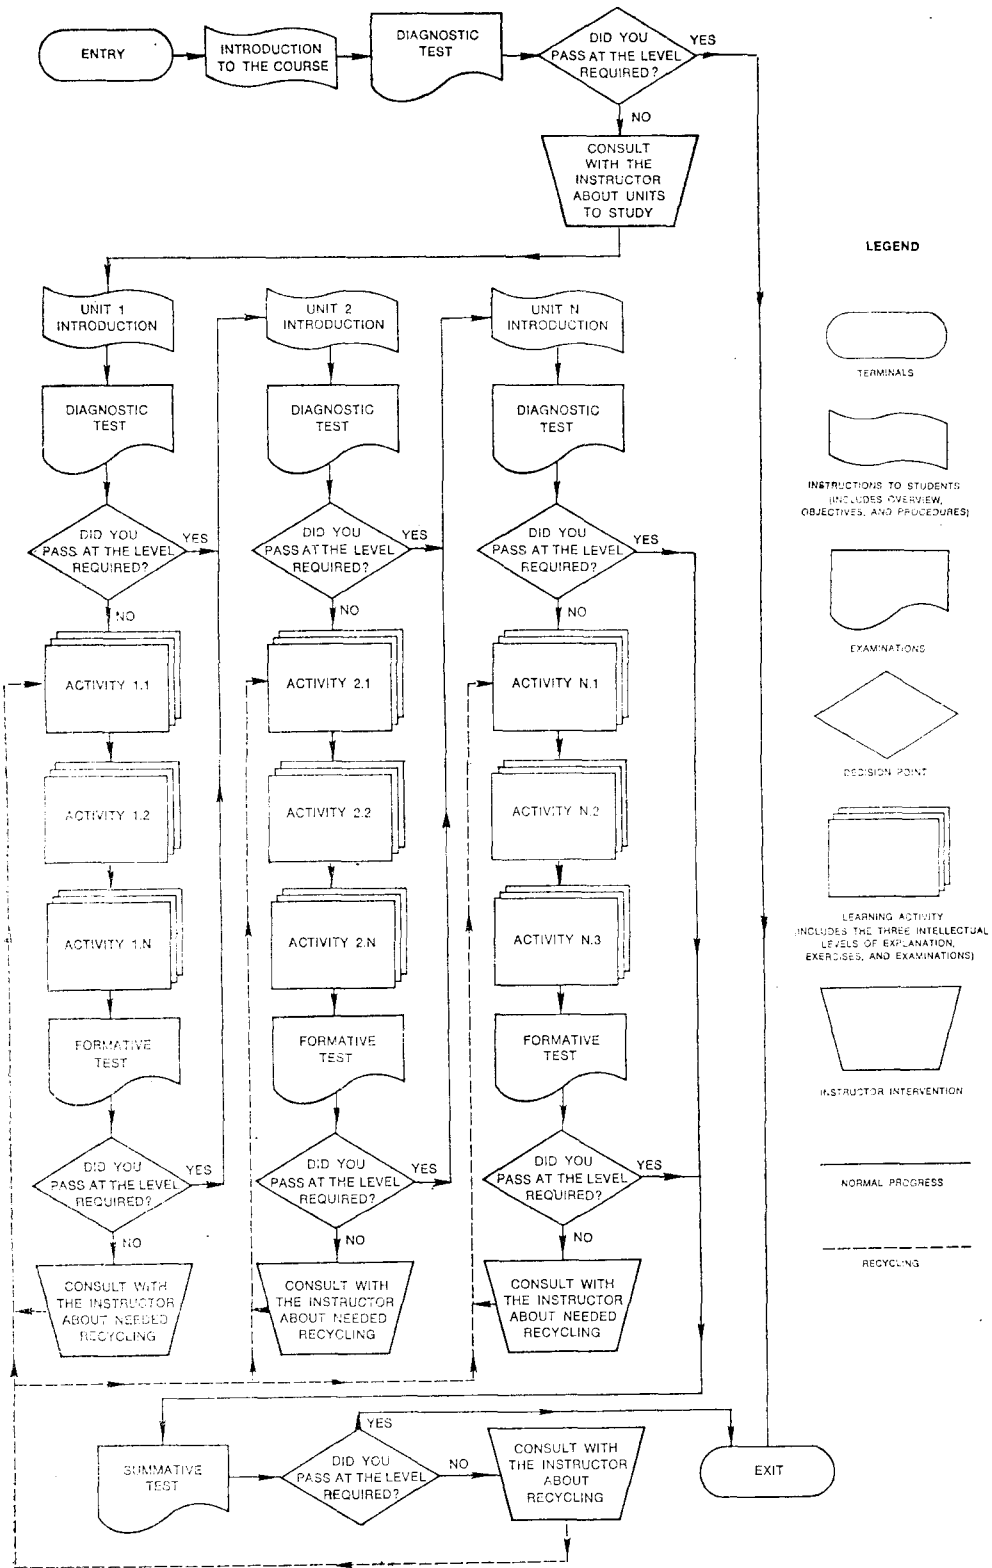 ENTRY
INTRODUCTION
TO THE COURSE
DIAGNOSTIC
TEST
DID YOU
PASS AT THE LEVEL
REQUIRED?
YES
NO
CONSULT
WITH THE
INSTRUCTOR
ABOUT UNITS
TO STUDY
UNIT 1
INTRODUCTION
DIAGNOSTIC
TEST
DID YOU
PASS AT THE LEVEL
REQUIRED?
YES
NO
ACTIVITY 1.1
ACTIVITY 1.2
ACTIVITY 1.N
FORMATIVE
TEST
DID YOU
PASS AT THE LEVEL
REQUIRED?
YES
NO
CONSULT WITH
THE INSTRUCTOR
ABOUT NEEDED
RECYCLING
UNIT 2
INTRODUCTION
DIAGNOSTIC
TEST
DID YOU
PASS AT THE LEVEL
REQUIRED?
YES
NO
ACTIVITY 2.1
ACTIVITY 2.2
ACTIVITY 2.N
FORMATIVE
TEST
DID YOU
PASS AT THE LEVEL
REQUIRED?
YES
NO
CONSULT WITH
THE INSTRUCTOR
ABOUT NEEDED
RECYCLING
UNIT N
INTRODUCTION
DIAGNOSTIC
TEST
DID YOU
PASS AT THE LEVEL
REQUIRED?
YES
NO
ACTIVITY N.1
ACTIVITY N.2
ACTIVITY N.3
FORMATIVE
TEST
DID YOU
PASS AT THE LEVEL
REQUIRED?
YES
NO
CONSULT WITH
THE INSTRUCTOR
ABOUT NEEDED
RECYCLING
SUMMATIVE
TEST
DID YOU
PASS AT THE LEVEL
REQUIRED?
YES
NO
CONSULT WITH
THE INSTRUCTOR
ABOUT
RECYCLING
EXIT
LEGEND
TERMINALS
INSTRUCTIONS TO STUDENTS
(INCLUDES OVERVIEW,
OBJECTIVES, AND PROCEDURES)
EXAMINATIONS
DECISION POINT
LEARNING ACTIVITY
(INCLUDES THE THREE INTELLECTUAL
LEVELS OF EXPLANATION,
EXERCISES, AND EXAMINATIONS)
INSTRUCTOR INTERVENTION
NORMAL PROGRESS
RECYCLING